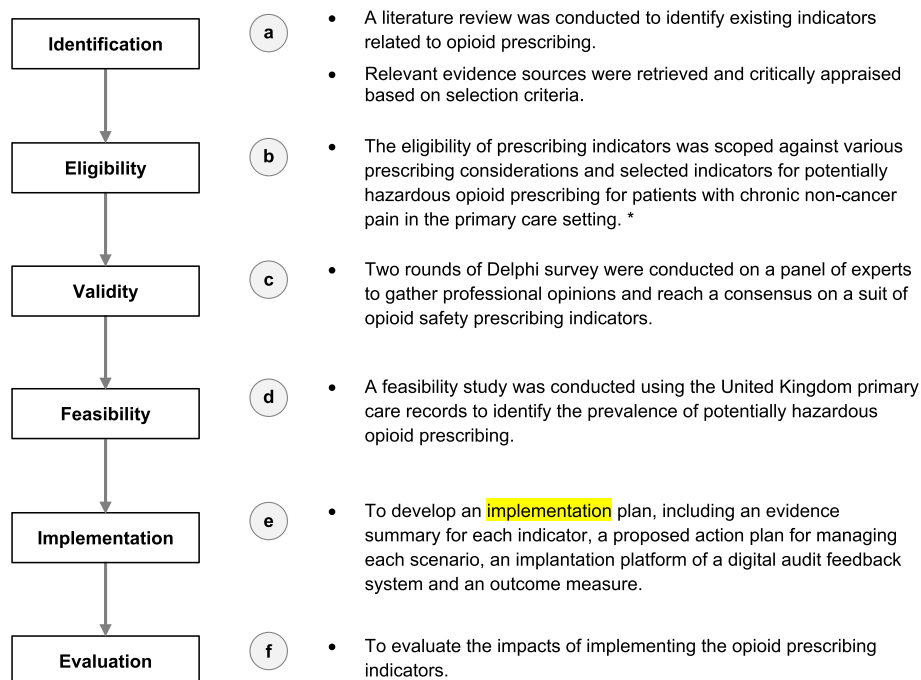 Identification
a
• A literature review was conducted to identify existing indicators
related to opioid prescribing.
• Relevant evidence sources were retrieved and critically appraised
based on selection criteria.
Eligibility
b
• The eligibility of prescribing indicators was scoped against various
prescribing considerations and selected indicators for potentially
hazardous opioid prescribing for patients with chronic non-cancer
pain in the primary care setting. *
Validity
c
• Two rounds of Delphi survey were conducted on a panel of experts
to gather professional opinions and reach a consensus on a suit of
opioid safety prescribing indicators.
Feasibility
d
• A feasibility study was conducted using the United Kingdom primary
care records to identify the prevalence of potentially hazardous
opioid prescribing.
Implementation
e
• To develop an implementation plan, including an evidence
summary for each indicator, a proposed action plan for managing
each scenario, an implantation platform of a digital audit feedback
system and an outcome measure.
Evaluation
f
• To evaluate the impacts of implementing the opioid prescribing
indicators.